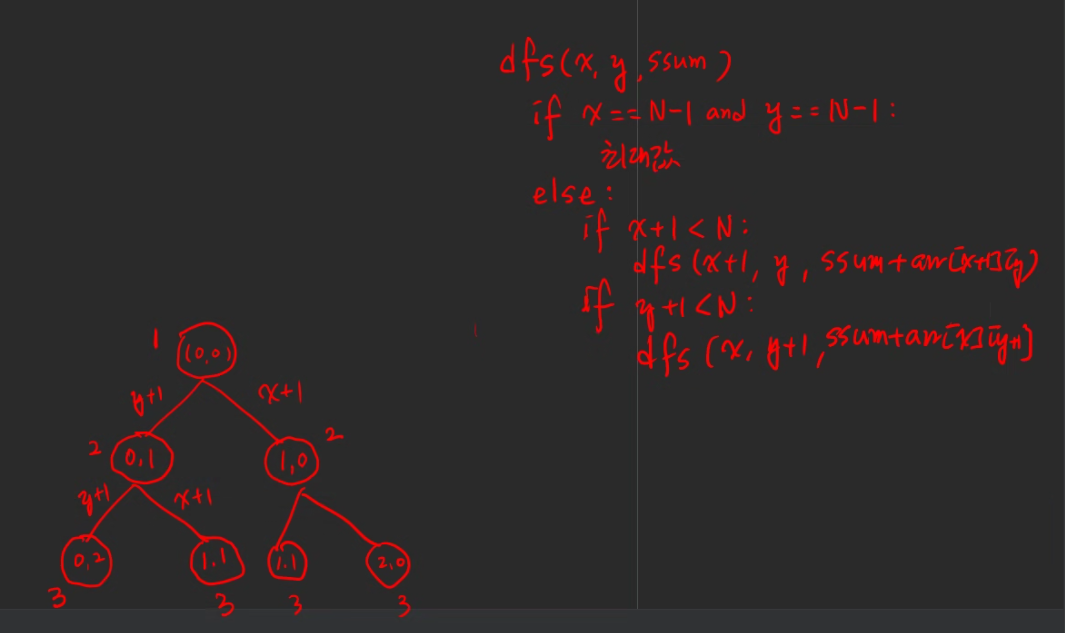 dfs(x, y, ssum)
if x == N-1 and y == N-1 :
최대값
else :
if x+1 < N :
dfs (x+1, y, ssum+arr[x+1][y)
if y+1 < N :
dfs (x, y+1, ssum+arr[x][y+1]
1
(0,0)
y+1
x+1
2
0,1
1,0
2
y+1
x+1
0,2
1.1
1.1
2,0
3
3
3
3